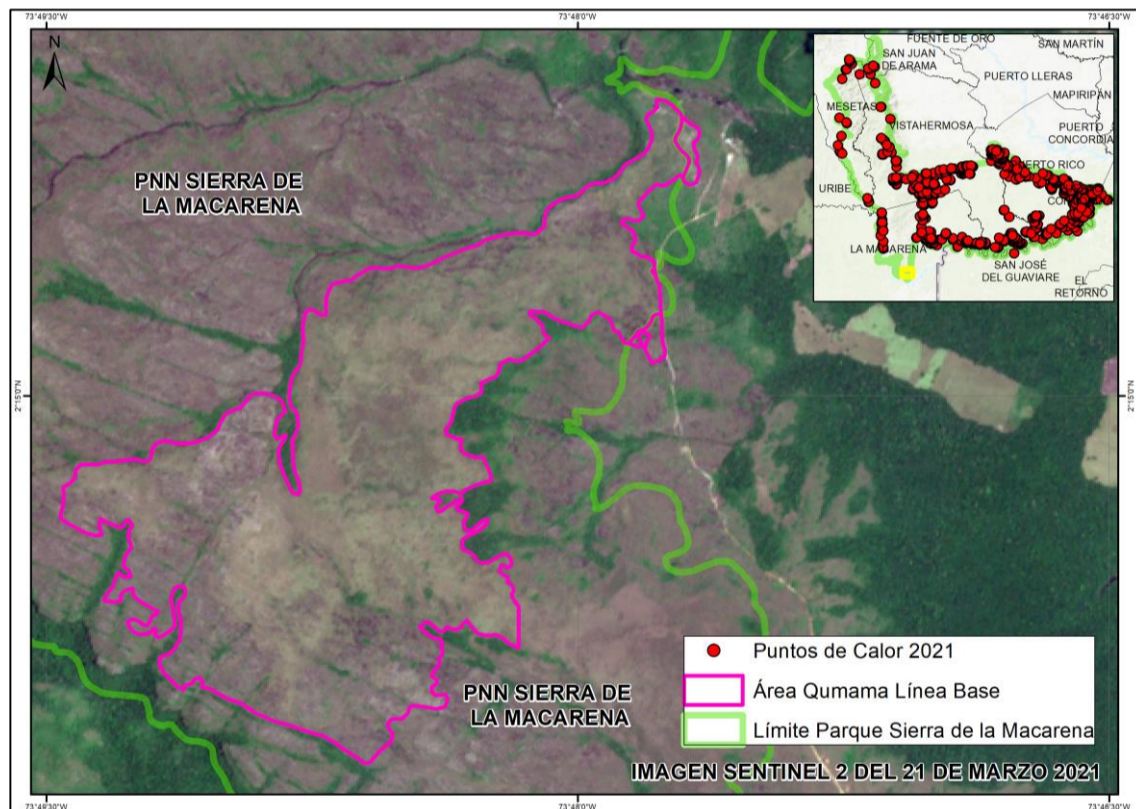 73°49'30"W
73°48'0"W
73°46'30"W
N
FUENTE DE ORO
SAN MARTÍN
SAN JUAN
DE ARAMA
PUERTO LLERAS
MAPIRIPÁN
MESETAS
VISTAHERMOSA
PUERTO
CONCORDIA
URIBE
LA MACARENA
SAN JOSÉ
DEL GUAVIARE
EL
RETORNO
PNN SIERRA DE
LA MACARENA
2°15'0"N
2°15'0"N
PNN SIERRA DE
LA MACARENA
Puntos de Calor 2021
Área Qumama Línea Base
Límite Parque Sierra de la Macarena
IMAGEN SENTINEL 2 DEL 21 DE MARZO 2021
73°49'30"W
73°48'0"W
73°46'30"W